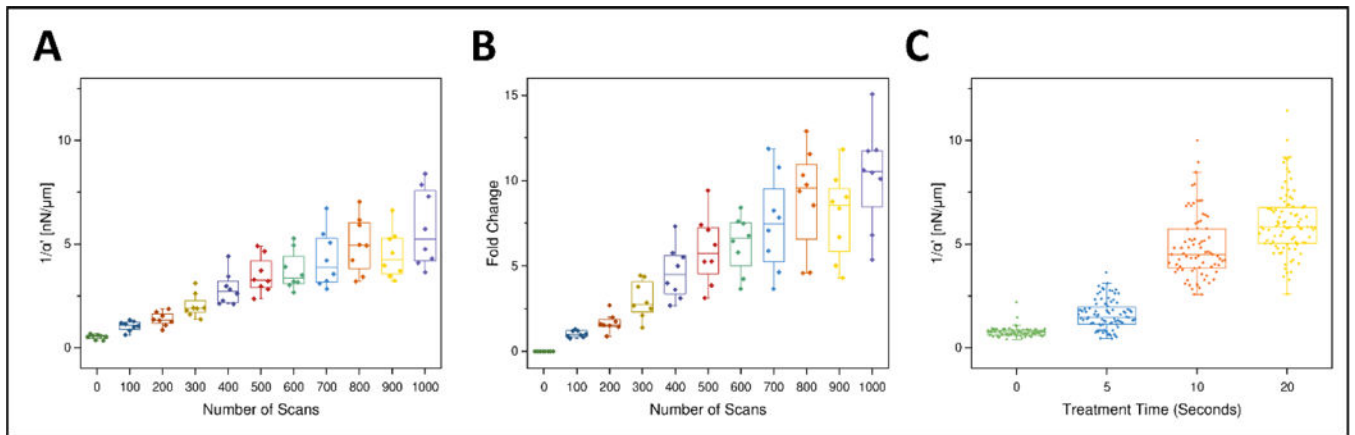 A
B
C
1/α' [nN/μm]
10
5
0
0 100 200 300 400 500 600 700 800 900 1000
Number of Scans
Fold Change
15
10
5
0
0 100 200 300 400 500 600 700 800 900 1000
Number of Scans
1/α' [nN/μm]
10
5
0
0 5 10 20
Treatment Time (Seconds)